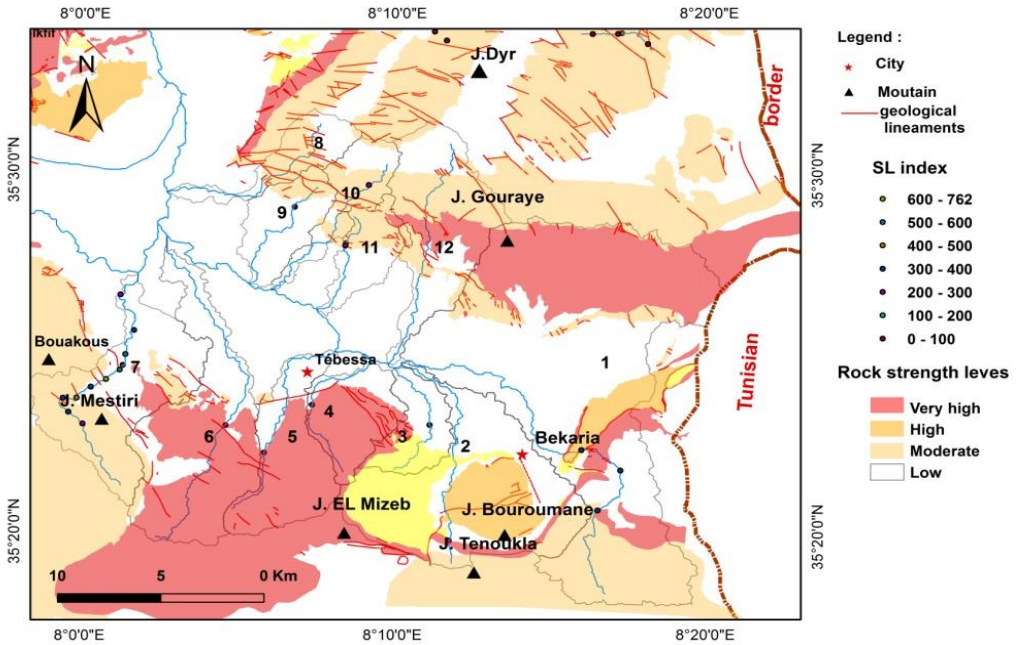 8°0'0"E
8°10'0"E
8°20'0"E
Ikfif
N
J.Dyr
border
35°30'0"N
35°30'0"N
8
10
J. Gouraye
9
11
12
Bouakous
1
Tébessa
Tunisian
7
J. Mestiri
4
6
5
3
2
Bekaria
J. EL Mizeb
J. Bouroumane
J. Tenoukla
35°20'0"N
35°20'0"N
10
5
0 Km
8°0'0"E
8°10'0"E
8°20'0"E
Legend :
City
Moutain
geological
lineaments
SL index
600 - 762
500 - 600
400 - 500
300 - 400
200 - 300
100 - 200
0 - 100
Rock strength leves
Very high
High
Moderate
Low